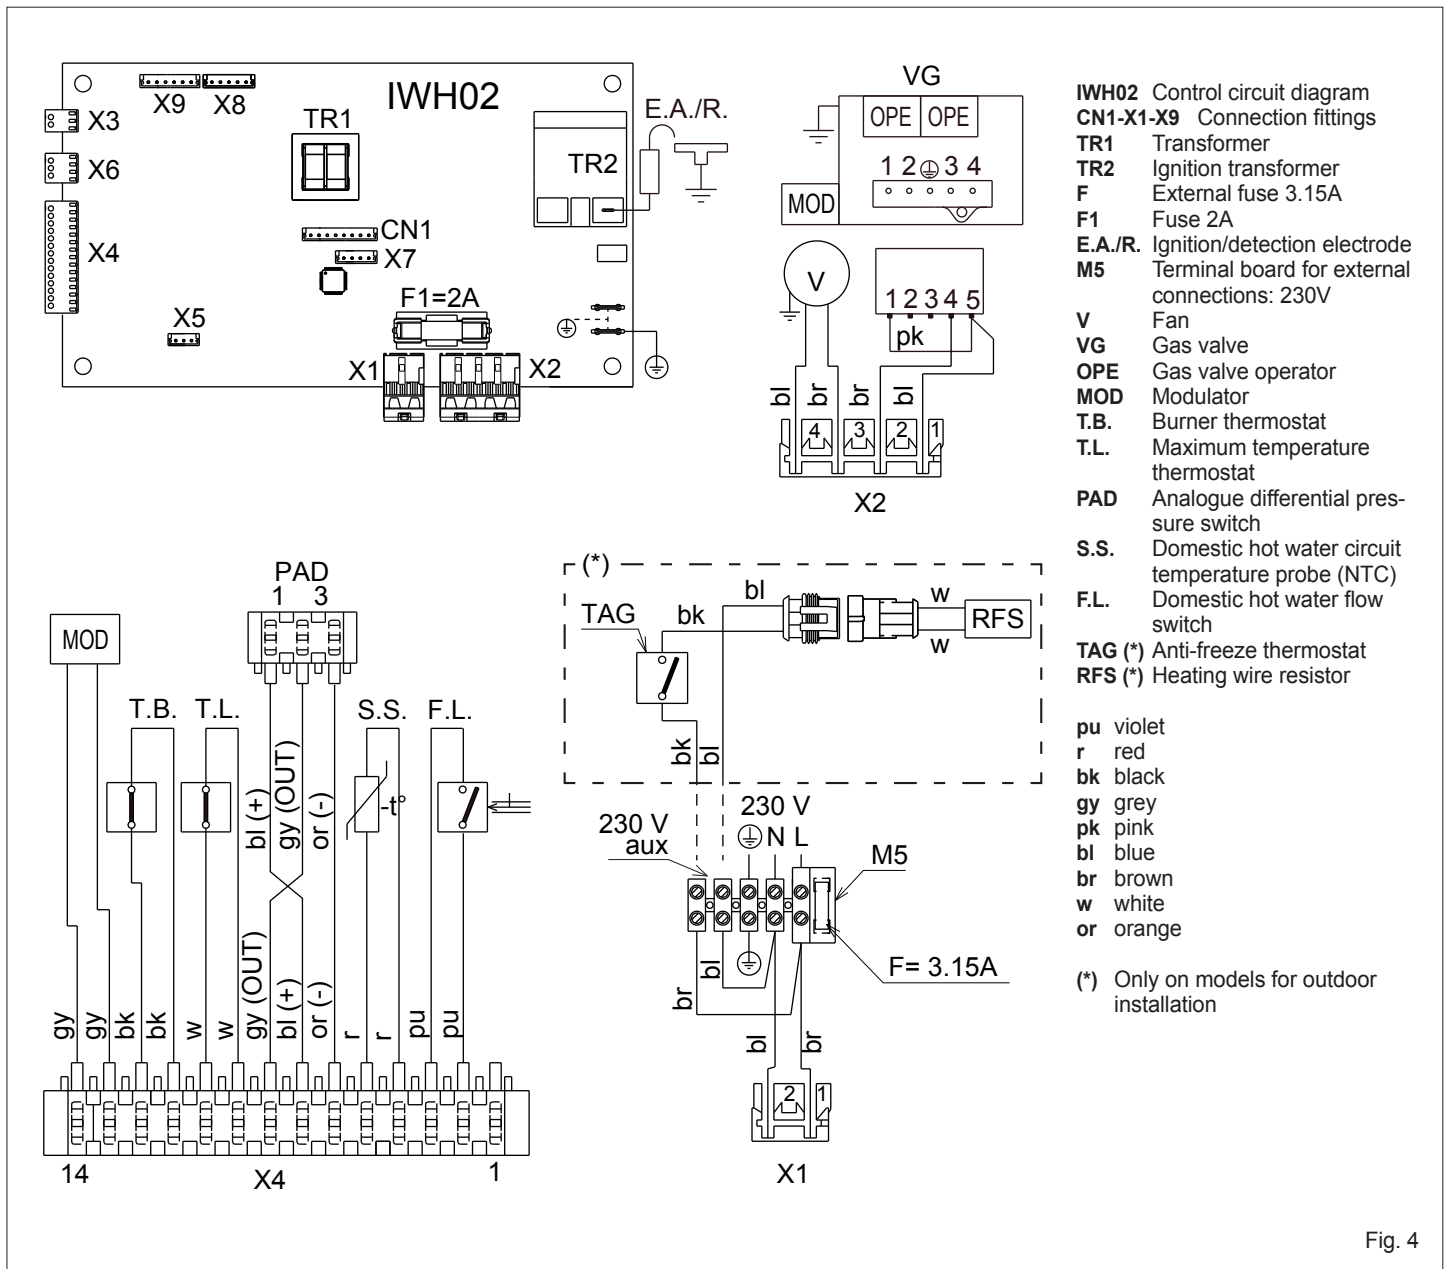 IWH02
X9 X8
X3
X6
X4
TR1
TR2
E.A./R.
CN1
X7
F1=2A
X5
X1
X2
VG
OPE OPE
1 2 3 4
MOD
V
1 2 3 4 5
pk
bl
br
br
bl
4 3 2 1
X2
IWH02 Control circuit diagram
CN1-X1-X9 Connection fittings
TR1 Transformer
TR2 Ignition transformer
F External fuse 3.15A
F1 Fuse 2A
E.A./R. Ignition/detection electrode
M5 Terminal board for external
connections: 230V
V Fan
VG Gas valve
OPE Gas valve operator
MOD Modulator
T.B. Burner thermostat
T.L. Maximum temperature
thermostat
PAD Analogue differential pres-
sure switch
S.S. Domestic hot water circuit
temperature probe (NTC)
F.L. Domestic hot water flow
switch
TAG (*) Anti-freeze thermostat
RFS (*) Heating wire resistor
pu violet
r red
bk black
gy grey
pk pink
bl blue
br brown
w white
or orange
(*) Only on models for outdoor
installation
PAD
1 3
MOD
T.B. T.L. S.S. F.L.
bl (+)
gy (OUT)
or (-)
-t°
gy
gy
bk
bk
w
w
gy (OUT)
bl (+)
or (-)
r
r
pu
pu
14 1
X4
(*)
TAG
bk
bl
w
w
RFS
bk
bl
230 V
aux
230 V
N L
M5
F= 3.15A
br
bl
bl
br
2 1
X1
Fig. 4